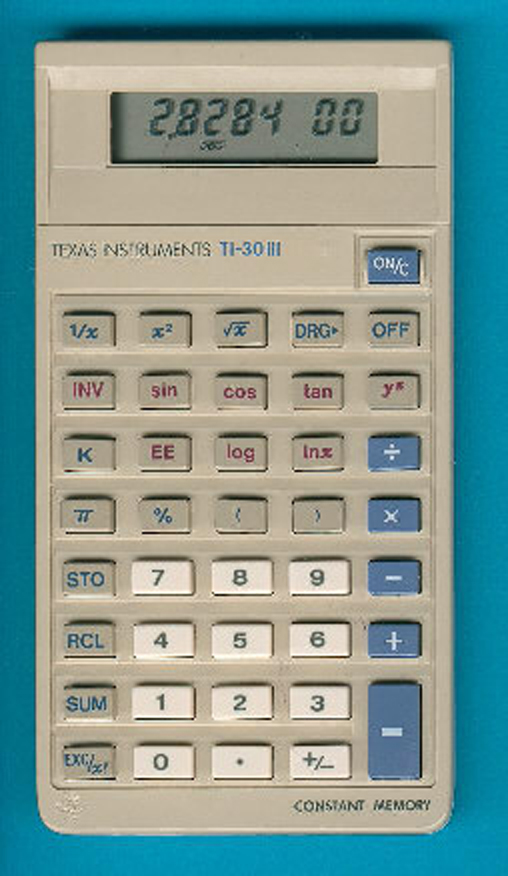 2.8284 00
DEG
TEXAS INSTRUMENTS TI-30 III
ON/C
1/x x² √x DRG▸ OFF
INV sin cos tan yˣ
K EE log lnx ÷
π % ( ) ×
STO 7 8 9 −
RCL 4 5 6 +
SUM 1 2 3
EXC/x! 0 . +/− =
CONSTANT MEMORY